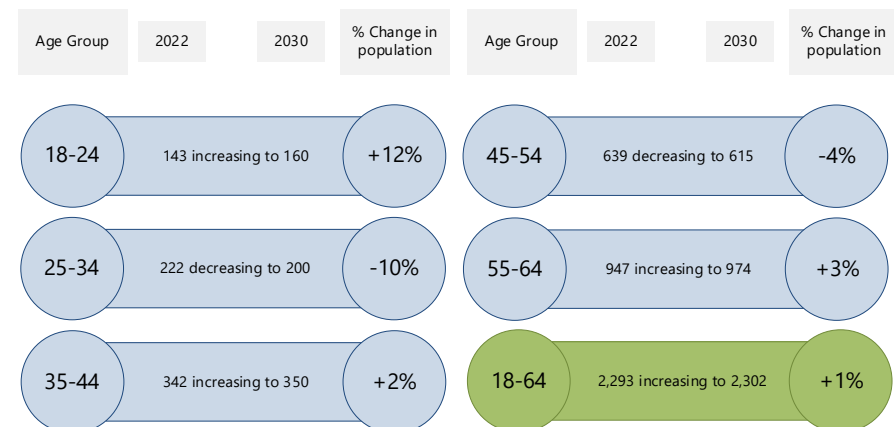 Age Group
2022
2030
% Change in
population
18-24
143 increasing to 160
+12%
25-34
222 decreasing to 200
-10%
35-44
342 increasing to 350
+2%
Age Group
2022
2030
% Change in
population
45-54
639 decreasing to 615
-4%
55-64
947 increasing to 974
+3%
18-64
2,293 increasing to 2,302
+1%